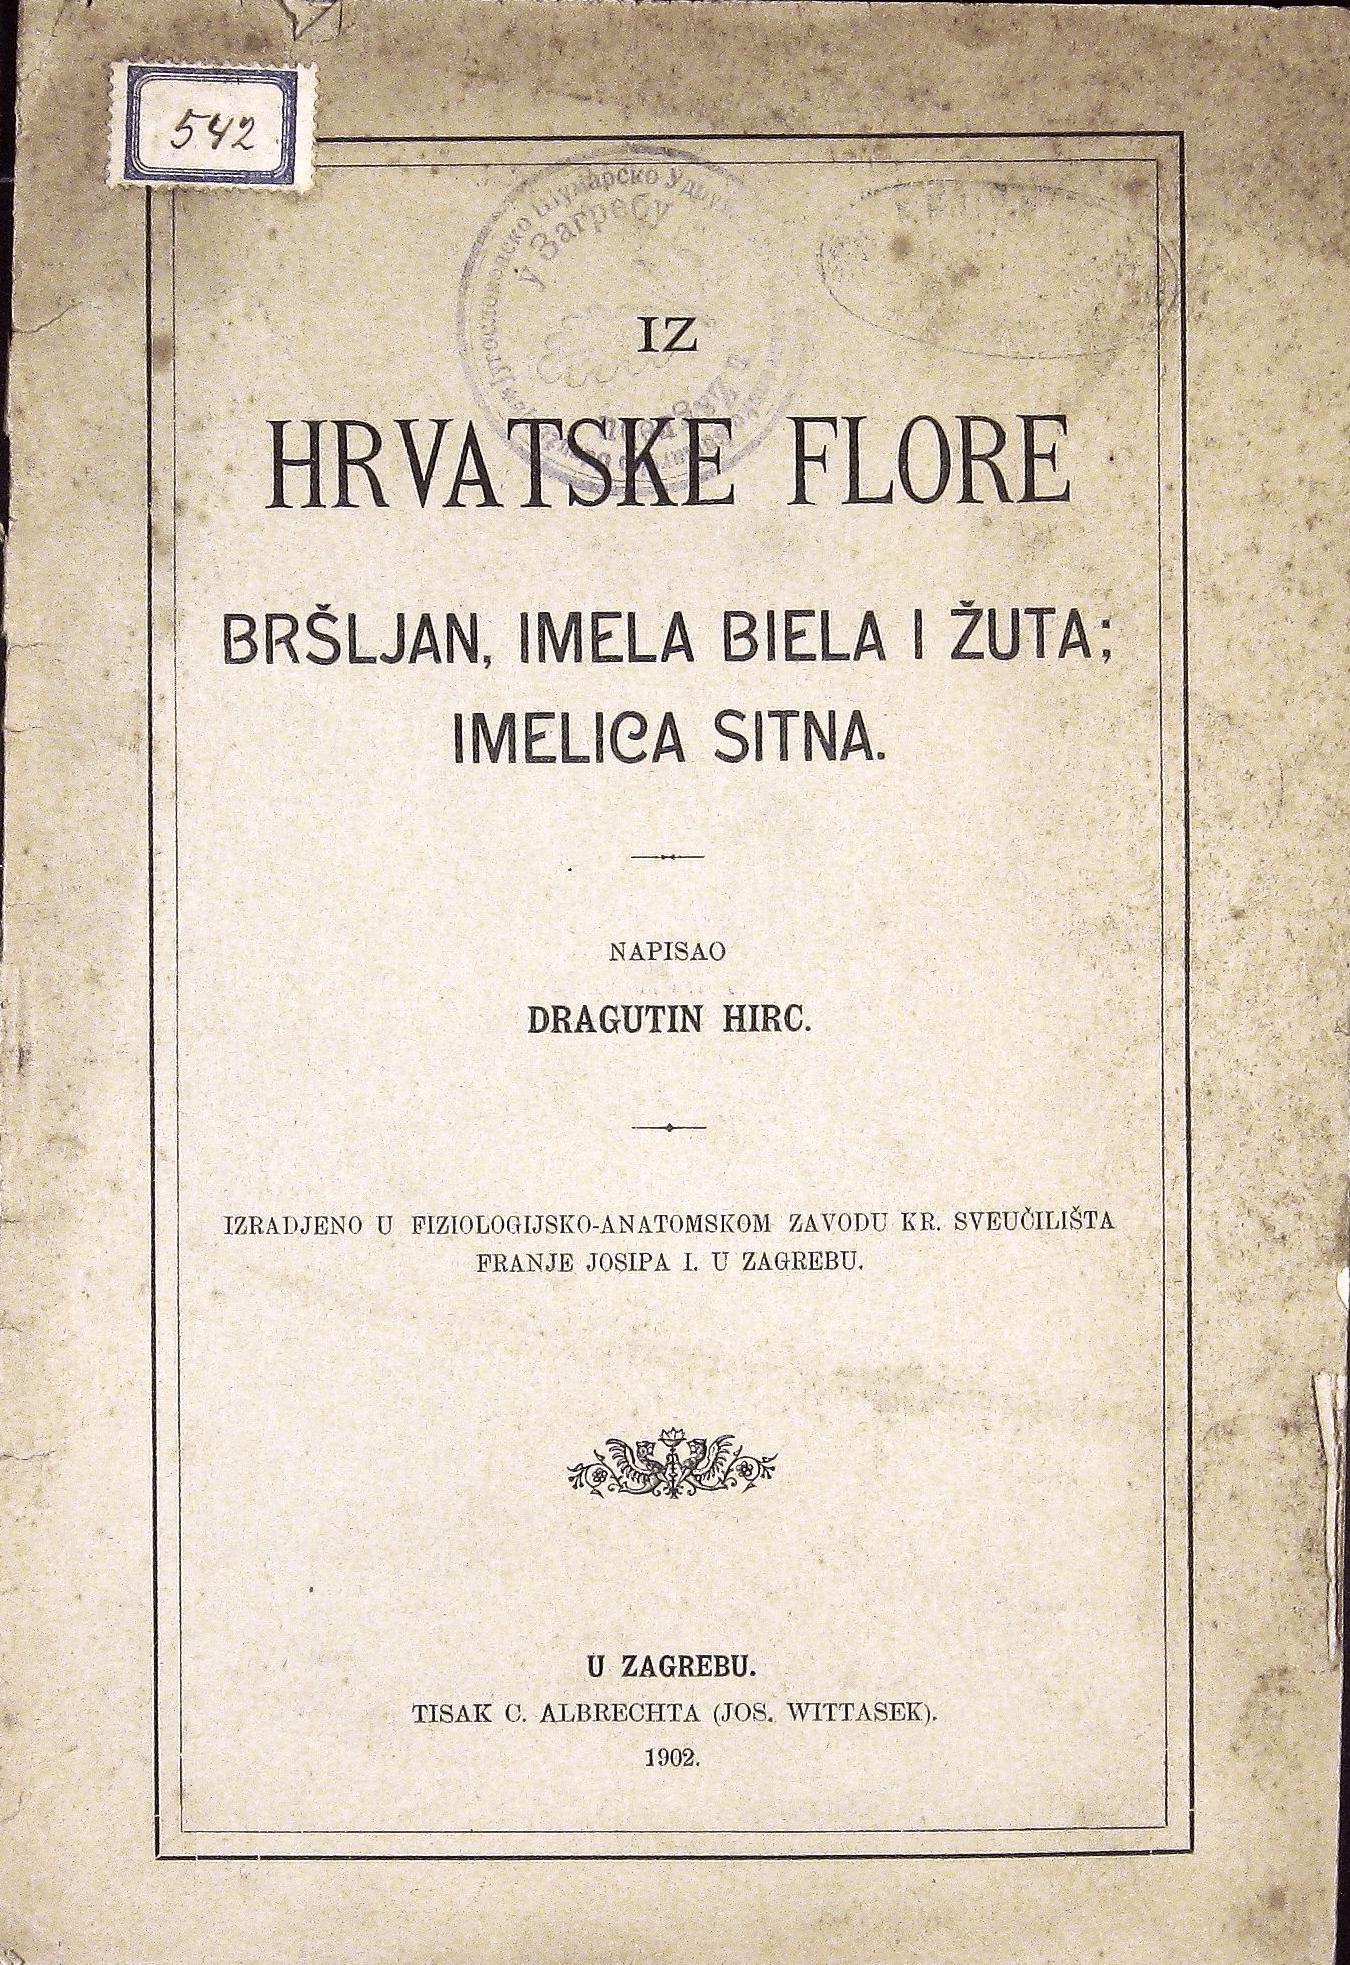 542
у Загребу
IZ
HRVATSKE FLORE
BRŠLJAN, IMELA BIELA I ŽUTA;
IMELICA SITNA.
NAPISAO
DRAGUTIN HIRC.
IZRADJENO U FIZIOLOGIJSKO-ANATOMSKOM ZAVODU KR. SVEUČILIŠTA
FRANJE JOSIPA I. U ZAGREBU.
U ZAGREBU.
TISAK C. ALBRECHTA (JOS. WITTASEK).
1902.